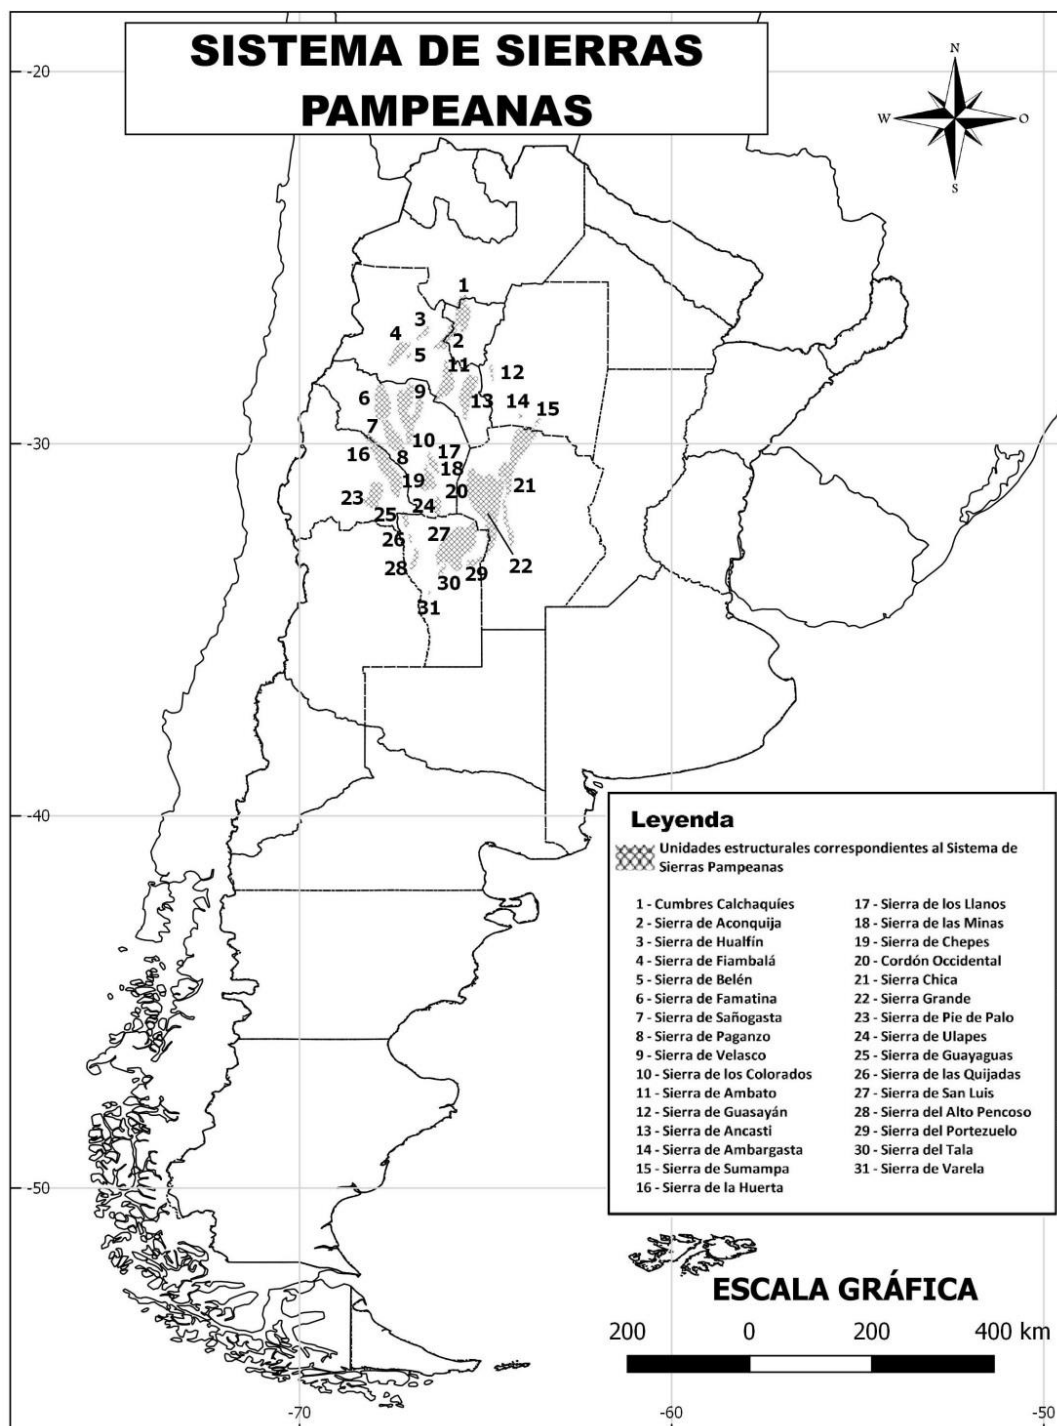 SISTEMA DE SIERRAS
PAMPEANAS
N
W
O
S
-20
-30
-40
-50
1
3
4
2
5
11
12
6
9
13
14
15
7
10
17
16
8
18
19
20
21
23
24
25
26
27
22
28
29
30
31
Leyenda
Unidades estructurales correspondientes al Sistema de
Sierras Pampeanas
1 - Cumbres Calchaquíes
2 - Sierra de Aconquija
3 - Sierra de Hualfín
4 - Sierra de Fiambalá
5 - Sierra de Belén
6 - Sierra de Famatina
7 - Sierra de Sañogasta
8 - Sierra de Paganzo
9 - Sierra de Velasco
10 - Sierra de los Colorados
11 - Sierra de Ambato
12 - Sierra de Guasayán
13 - Sierra de Ancasti
14 - Sierra de Ambargasta
15 - Sierra de Sumampa
16 - Sierra de la Huerta
17 - Sierra de los Llanos
18 - Sierra de las Minas
19 - Sierra de Chepes
20 - Cordón Occidental
21 - Sierra Chica
22 - Sierra Grande
23 - Sierra de Pie de Palo
24 - Sierra de Ulapes
25 - Sierra de Guayaguas
26 - Sierra de las Quijadas
27 - Sierra de San Luis
28 - Sierra del Alto Pencoso
29 - Sierra del Portezuelo
30 - Sierra del Tala
31 - Sierra de Varela
ESCALA GRÁFICA
200 0 200 400 km
-70 -60 -50